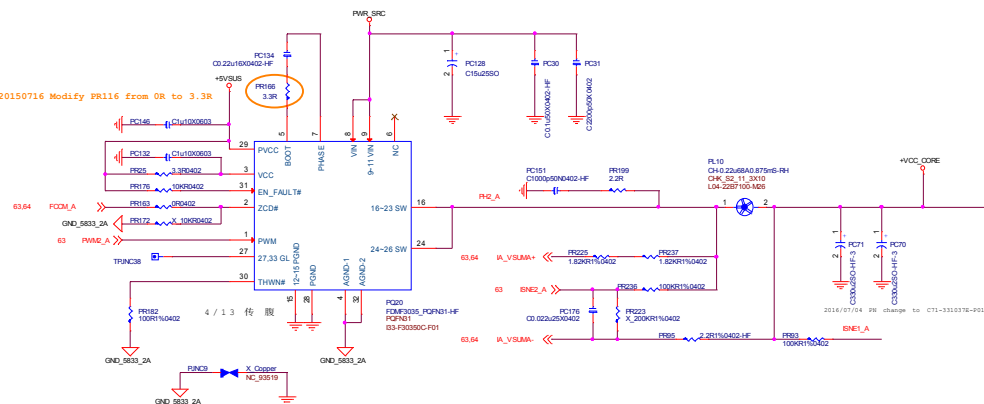 PWR_SRC
PC134
C0.22u16X0402-HF
+5VSUS
PR166
3.3R
20150716 Modify PR116 from 0R to 3.3R
PC128
C15u25SO
PC30
C0.1u50X0402-HF
PC31
C2200p50X0402
PC146
C1u10X0603
PC132
C1u10X0603
PR25
3.3R0402
PR176
10KR0402
63,64
FCCM_A
PR163
0R0402
GND_5833_2A
PR172
X_10KR0402
63
PWM2_A
TPJNC38
5
7
8
9
6
BOOT
PHASE
VIN
9~11 VIN
NC
29
PVCC
3
VCC
31
EN_FAULT#
2
ZCD#
1
PWM
27
27,33 GL
30
THWN#
16~23 SW
16
24~26 SW
24
12~15 PGND
PGND
AGND-1
AGND-2
15
28
4
32
PQ20
FDMF3035_PQFN31-HF
PQFN31
I33-F30350C-F01
4/13 传 腹
PR182
100R1%0402
GND_5833_2A
GND_5833_2A
PJNC9
X_Copper
NC_93519
GND_5833_2A
PC151
C1000p50N0402-RH
PR199
2.2R
PH2_A
PL10
CH-0.22u68A0.875mS-RH
CHK_S2_11_3X10
L04-22B7100-M26
1
2
+VCC_CORE
63,64
IA_VSUMA+
PR225
1.82KR1%0402
PR237
1.82KR1%0402
63
ISNE2_A
PR236
100KR1%0402
PC176
C0.022u25X0402
PR223
X_200KR1%0402
63,64
IA_VSUMA-
PR95
2.2R1%0402-HF
PR93
100KR1%0402
ISNE1_A
PC71
C330u2SO-HF-3
PC70
C330u2SO-HF-3
2016/07/04 PN change to C71-331037E-P01